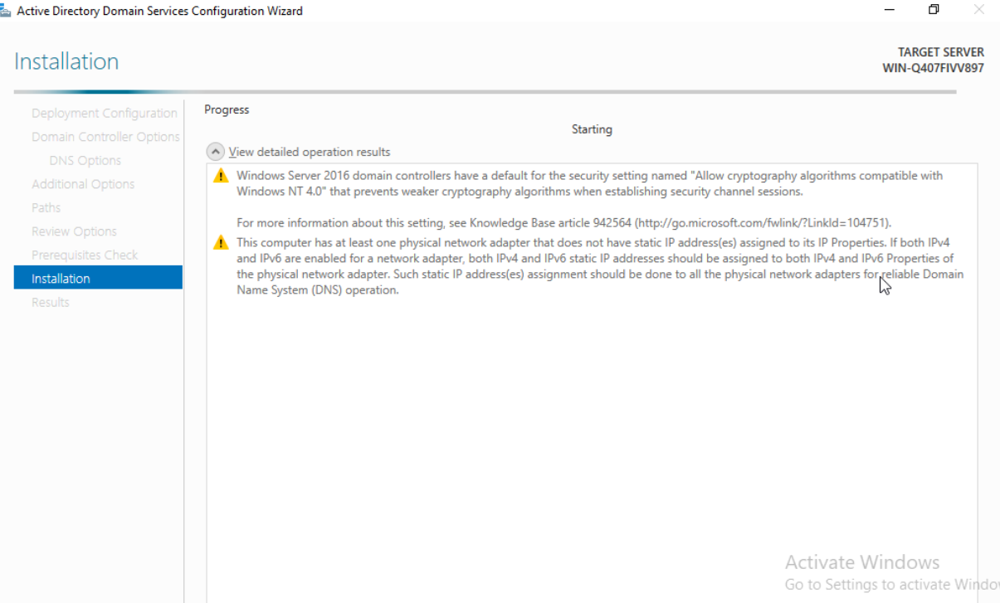 Active Directory Domain Services Configuration Wizard
Installation
TARGET SERVER
WIN-Q407FIVV897
Deployment Configuration
Domain Controller Options
DNS Options
Additional Options
Paths
Review Options
Prerequisites Check
Installation
Results
Progress
Starting
View detailed operation results
Windows Server 2016 domain controllers have a default for the security setting named "Allow cryptography algorithms compatible with
Windows NT 4.0" that prevents weaker cryptography algorithms when establishing security channel sessions.
For more information about this setting, see Knowledge Base article 942564 (http://go.microsoft.com/fwlink/?LinkId=104751).
This computer has at least one physical network adapter that does not have static IP address(es) assigned to its IP Properties. If both IPv4
and IPv6 are enabled for a network adapter, both IPv4 and IPv6 static IP addresses should be assigned to both IPv4 and IPv6 Properties of
the physical network adapter. Such static IP address(es) assignment should be done to all the physical network adapters for reliable Domain
Name System (DNS) operation.
Activate Windows
Go to Settings to activate Windo